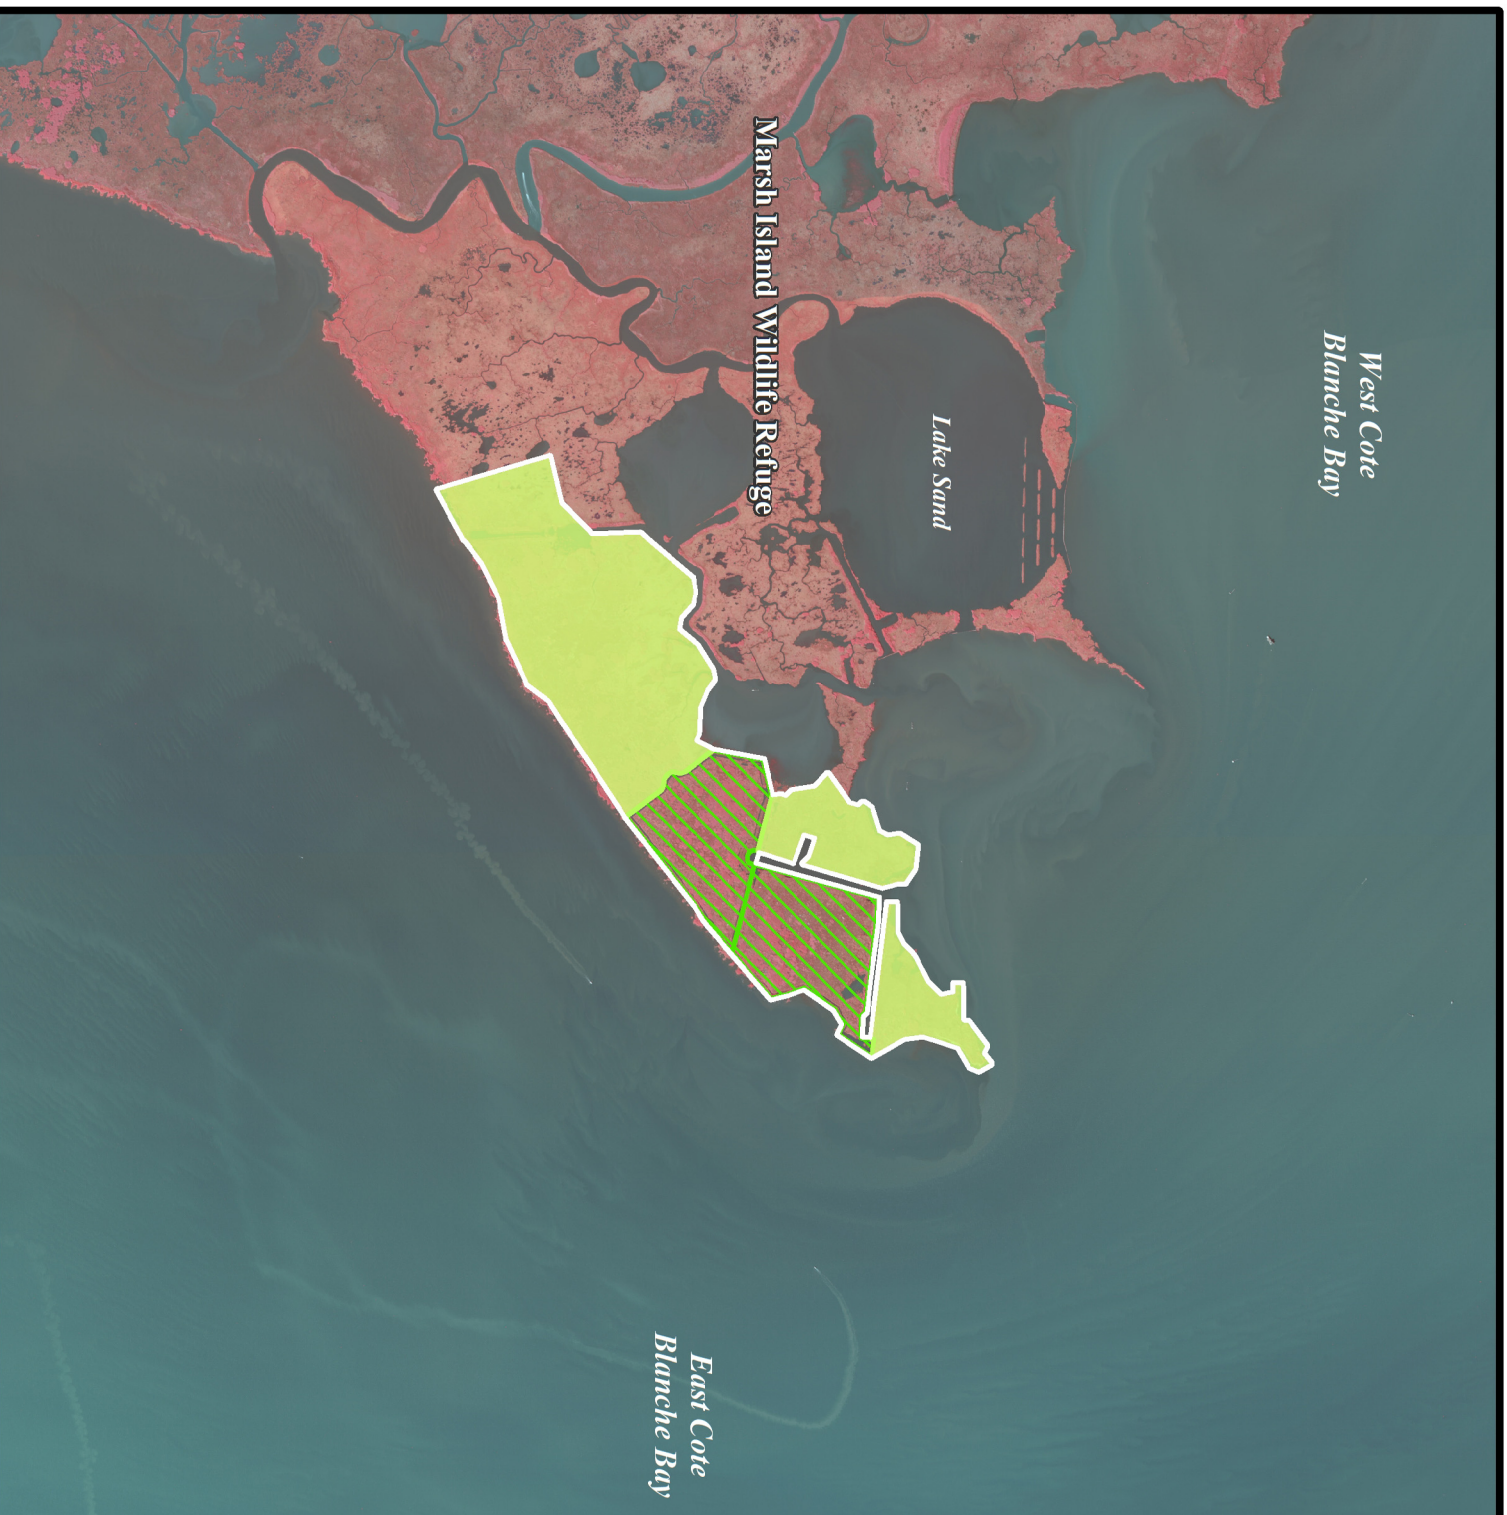 West Cote
Blanche Bay
Lake Sand
Marsh Island Wildlife Refuge
East Cote
Blanche Bay